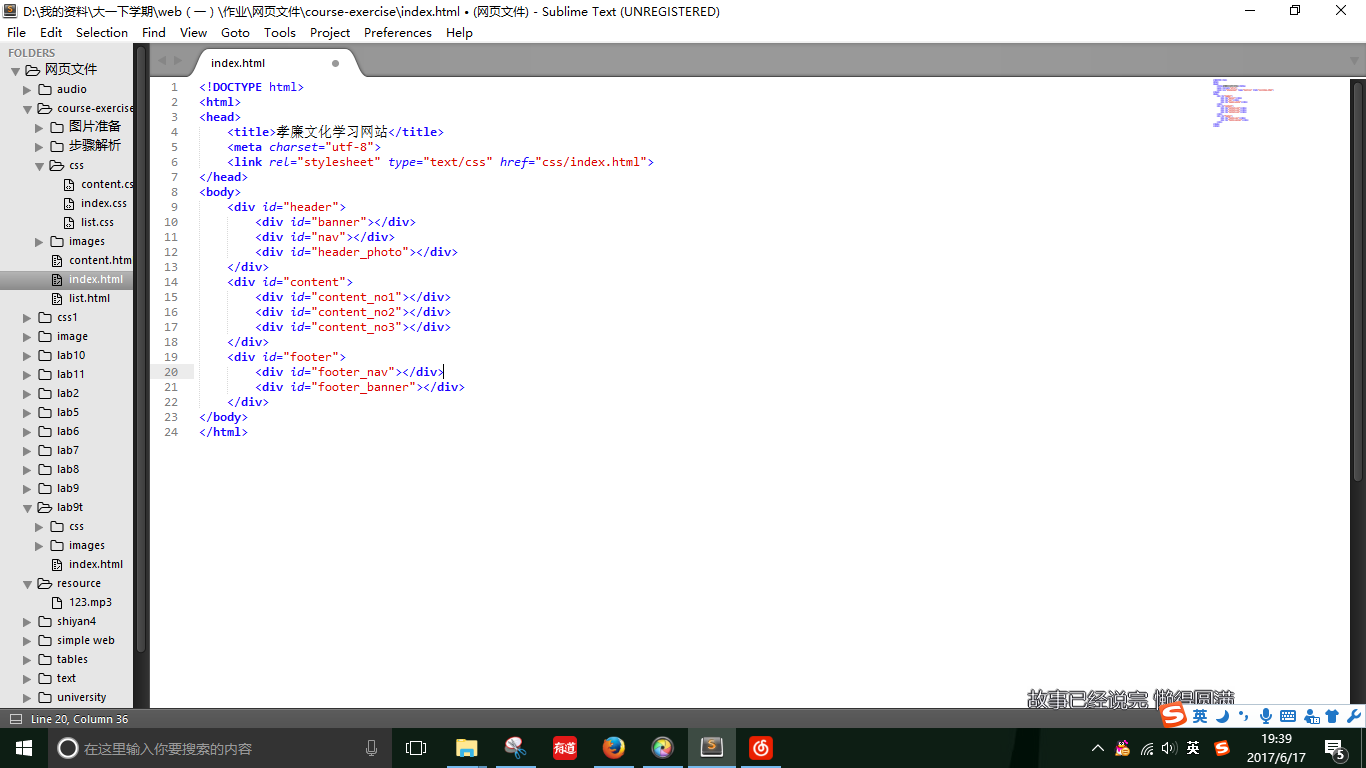 D:\我的资料\大一下学期\web（一）\作业\网页文件\course-exercise\index.html • (网页文件) - Sublime Text (UNREGISTERED)
File Edit Selection Find View Goto Tools Project Preferences Help
FOLDERS
网页文件
audio
course-exercise
图片准备
步骤解析
css
content.cs
index.css
list.css
images
content.htm
index.html
list.html
css1
image
lab10
lab11
lab2
lab5
lab6
lab7
lab8
lab9
lab9t
css
images
index.html
resource
123.mp3
shiyan4
simple web
tables
text
university
index.html
1 <!DOCTYPE html>
2 <html>
3 <head>
4 <title>孝廉文化学习网站</title>
5 <meta charset="utf-8">
6 <link rel="stylesheet" type="text/css" href="css/index.html">
7 </head>
8 <body>
9 <div id="header">
10 <div id="banner"></div>
11 <div id="nav"></div>
12 <div id="header_photo"></div>
13 </div>
14 <div id="content">
15 <div id="content_no1"></div>
16 <div id="content_no2"></div>
17 <div id="content_no3"></div>
18 </div>
19 <div id="footer">
20 <div id="footer_nav"></div>
21 <div id="footer_banner"></div>
22 </div>
23 </body>
24 </html>
故事已经说完 懒得圆满
英
Line 20, Column 36
在这里输入你要搜索的内容
有道
英
19:39
2017/6/17
5